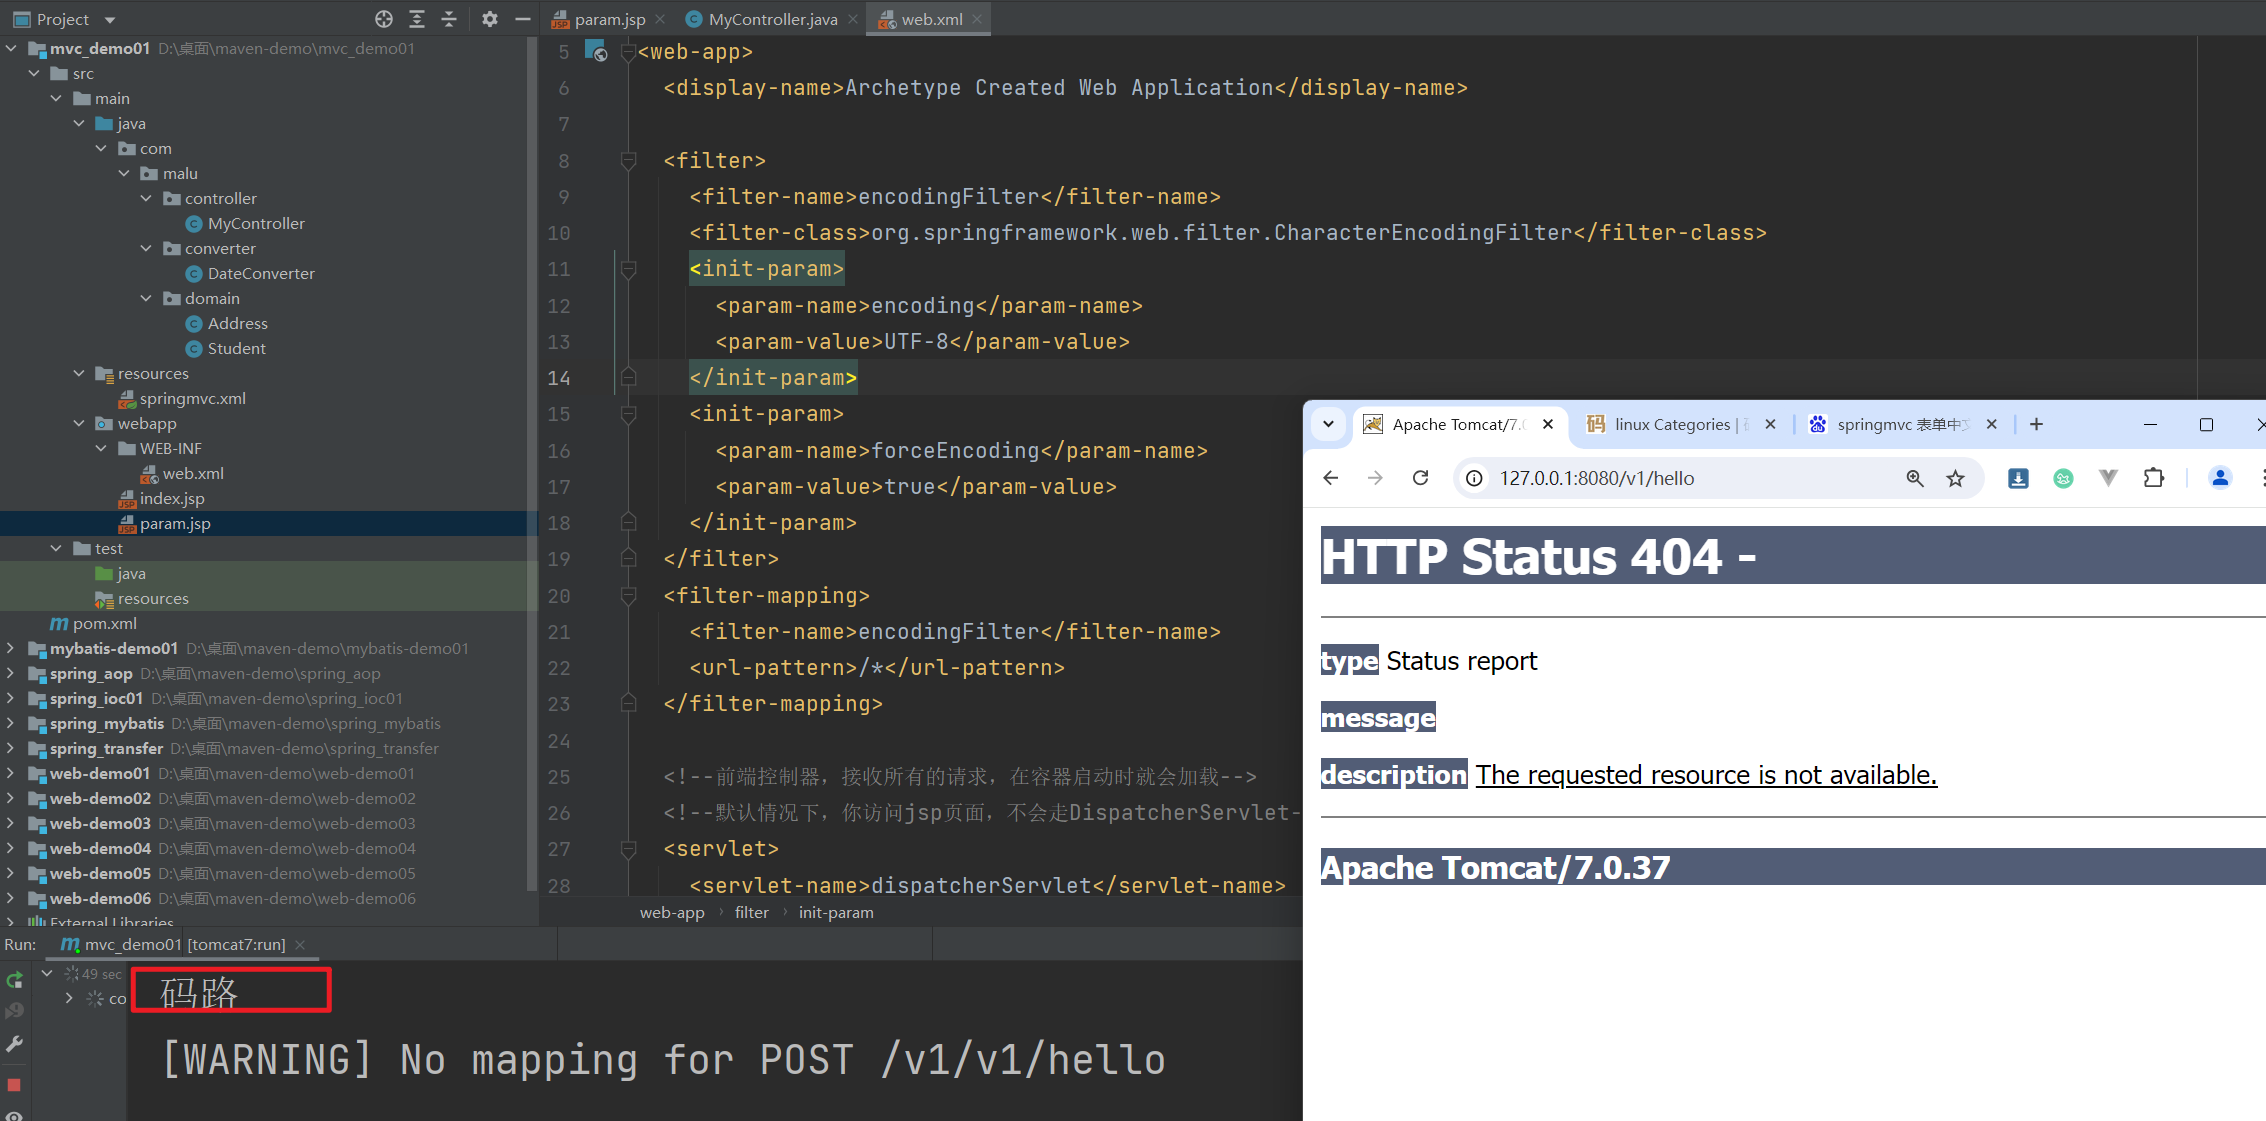 Project
param.jsp
MyController.java
web.xml
mvc_demo01 D:\桌面\maven-demo\mvc_demo01
src
main
java
com
malu
controller
MyController
converter
DateConverter
domain
Address
Student
resources
springmvc.xml
webapp
WEB-INF
web.xml
index.jsp
param.jsp
test
java
resources
pom.xml
mybatis-demo01 D:\桌面\maven-demo\mybatis-demo01
spring_aop D:\桌面\maven-demo\spring_aop
spring_ioc01 D:\桌面\maven-demo\spring_ioc01
spring_mybatis D:\桌面\maven-demo\spring_mybatis
spring_transfer D:\桌面\maven-demo\spring_transfer
web-demo01 D:\桌面\maven-demo\web-demo01
web-demo02 D:\桌面\maven-demo\web-demo02
web-demo03 D:\桌面\maven-demo\web-demo03
web-demo04 D:\桌面\maven-demo\web-demo04
web-demo05 D:\桌面\maven-demo\web-demo05
web-demo06 D:\桌面\maven-demo\web-demo06
External Libraries
5 <web-app>
6 <display-name>Archetype Created Web Application</display-name>
7
8 <filter>
9 <filter-name>encodingFilter</filter-name>
10 <filter-class>org.springframework.web.filter.CharacterEncodingFilter</filter-class>
11 <init-param>
12 <param-name>encoding</param-name>
13 <param-value>UTF-8</param-value>
14 </init-param>
15 <init-param>
16 <param-name>forceEncoding</param-name>
17 <param-value>true</param-value>
18 </init-param>
19 </filter>
20 <filter-mapping>
21 <filter-name>encodingFilter</filter-name>
22 <url-pattern>/*</url-pattern>
23 </filter-mapping>
24
25 <!--前端控制器，接收所有的请求，在容器启动时就会加载-->
26 <!--默认情况下，你访问jsp页面，不会走DispatcherServlet-
27 <servlet>
28 <servlet-name>dispatcherServlet</servlet-name>
web-app › filter › init-param
Apache Tomcat/7.0
linux Categories |
springmvc 表单中文
127.0.0.1:8080/v1/hello
HTTP Status 404 -
type Status report
message
description The requested resource is not available.
Apache Tomcat/7.0.37
Run: mvc_demo01 [tomcat7:run]
49 sec
co
码路
[WARNING] No mapping for POST /v1/v1/hello